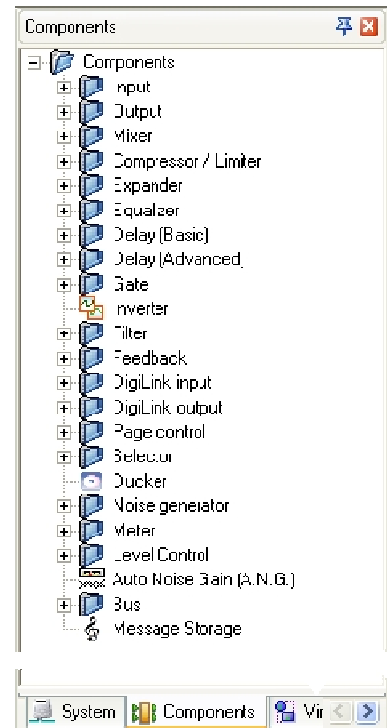 Components
Components
Input
Output
Mixer
Compressor / Limiter
Expander
Equalizer
Delay (Basic)
Delay (Advanced)
Gate
Inverter
Filter
Feedback
DigiLink input
DigiLink output
Page control
Selector
Ducker
Noise generator
Meter
Level Control
Auto Noise Gain (A.N.G.)
Bus
Message Storage
System Components Vir